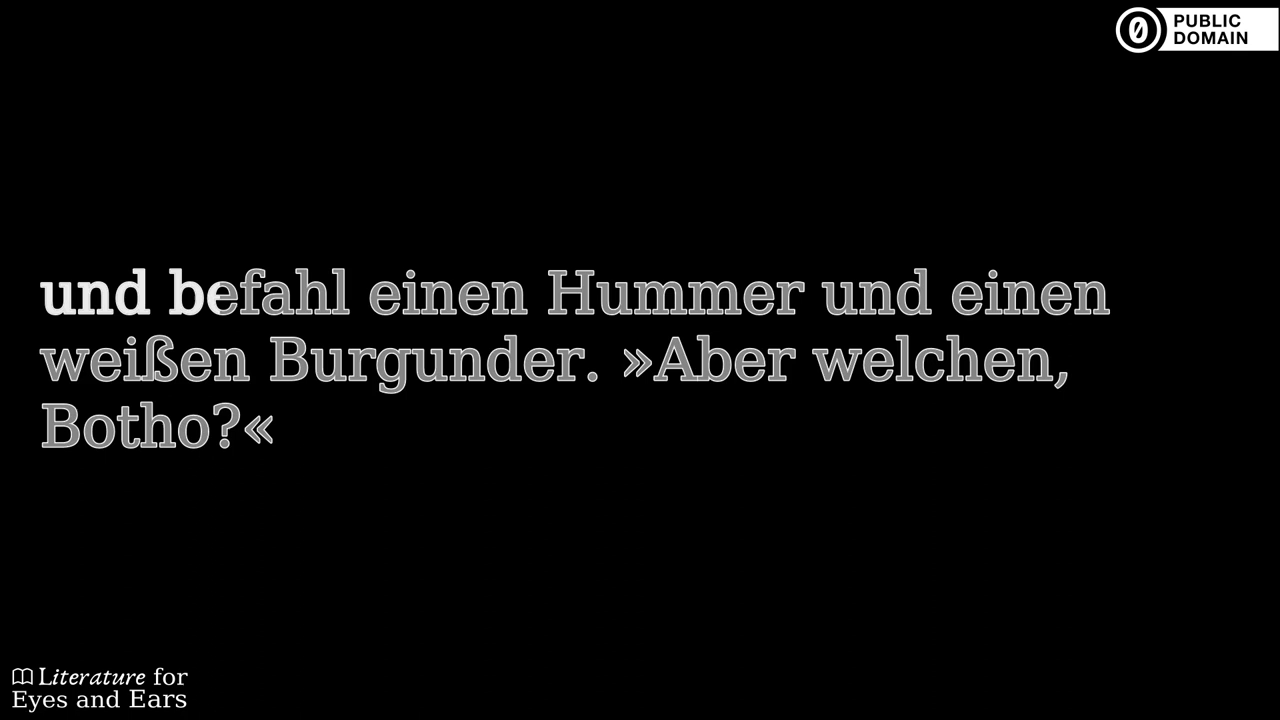 PUBLIC
DOMAIN
und befahl einen Hummer und einen
weißen Burgunder. »Aber welchen,
Botho?«
Literature for
Eyes and Ears